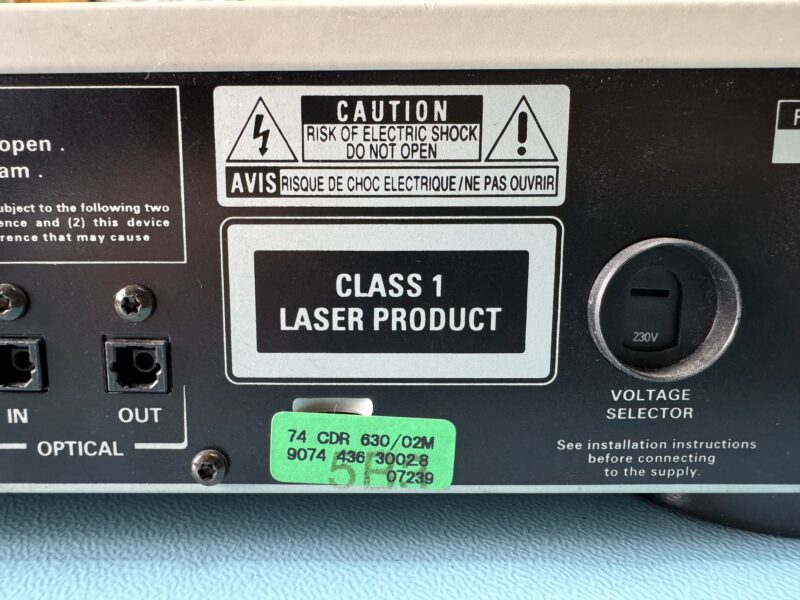 open .
am .
ubject to the following two
ence and (2) this device
erence that may cause
CAUTION
RISK OF ELECTRIC SHOCK
DO NOT OPEN
AVIS RISQUE DE CHOC ELECTRIQUE/NE PAS OUVRIR
CLASS 1
LASER PRODUCT
230V
VOLTAGE
SELECTOR
See installation instructions
before connecting
to the supply.
IN
OUT
OPTICAL
74 CDR 630/02M
9074 436 30028
07239